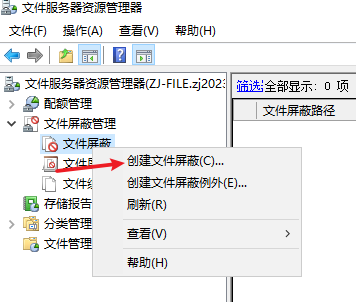 文件服务器资源管理器
文件(F) 操作(A) 查看(V) 帮助(H)
文件服务器资源管理器(ZJ-FILE.zj202
配额管理
文件屏蔽管理
文件屏蔽
文件
文件
存储报告
分类管理
文件管理
筛选: 全部显示: 0 项
文件屏蔽路径
创建文件屏蔽(C)...
创建文件屏蔽例外(E)...
刷新(R)
查看(V)
帮助(H)